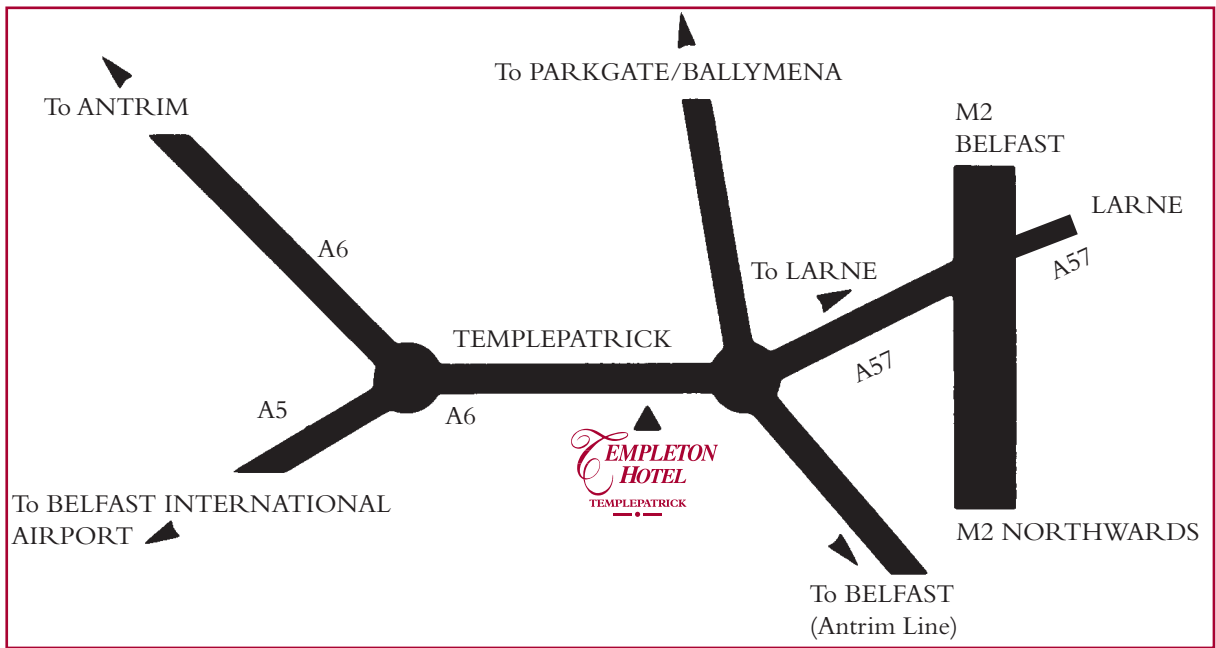 To PARKGATE/BALLYMENA
To ANTRIM
M2
BELFAST
LARNE
A6
To LARNE
A57
TEMPLEPATRICK
A57
A5
A6
TEMPLETON
HOTEL
TEMPLEPATRICK
To BELFAST INTERNATIONAL
AIRPORT
M2 NORTHWARDS
To BELFAST
(Antrim Line)